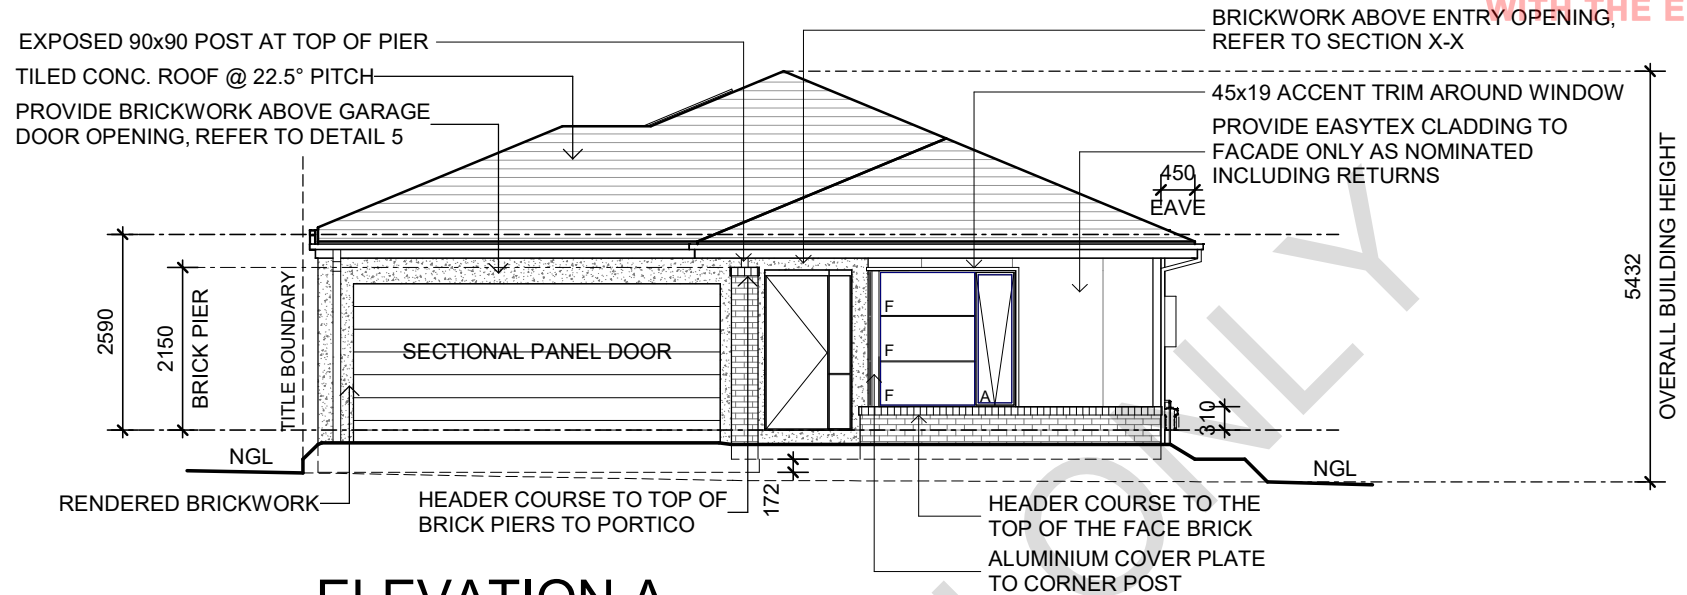 WITH THE E
EXPOSED 90x90 POST AT TOP OF PIER
TILED CONC. ROOF @ 22.5° PITCH
PROVIDE BRICKWORK ABOVE GARAGE
DOOR OPENING, REFER TO DETAIL 5
BRICKWORK ABOVE ENTRY OPENING,
REFER TO SECTION X-X
45x19 ACCENT TRIM AROUND WINDOW
PROVIDE EASYTEX CLADDING TO
FACADE ONLY AS NOMINATED
INCLUDING RETURNS
450
EAVE
2590
2150
BRICK PIER
TITLE BOUNDARY
SECTIONAL PANEL DOOR
F
F
F
A
310
5432
OVERALL BUILDING HEIGHT
NGL
NGL
172
RENDERED BRICKWORK
HEADER COURSE TO TOP OF
BRICK PIERS TO PORTICO
HEADER COURSE TO THE
TOP OF THE FACE BRICK
ALUMINIUM COVER PLATE
TO CORNER POST
ELEVATION A
ONLY